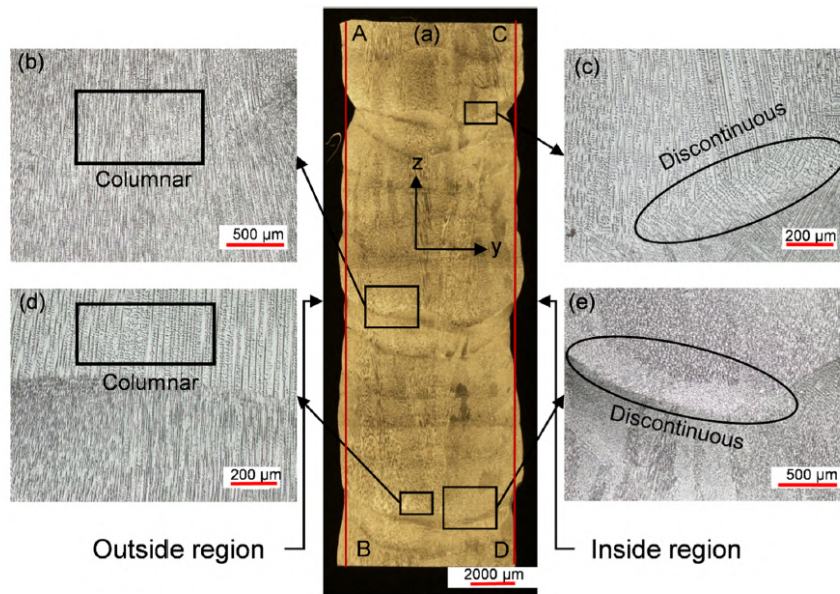 (b)
Columnar
500 µm
A
(a)
C
z
y
B
D
2000 µm
(c)
Discontinuous
200 µm
(d)
Columnar
200 µm
(e)
Discontinuous
500 µm
Outside region
Inside region